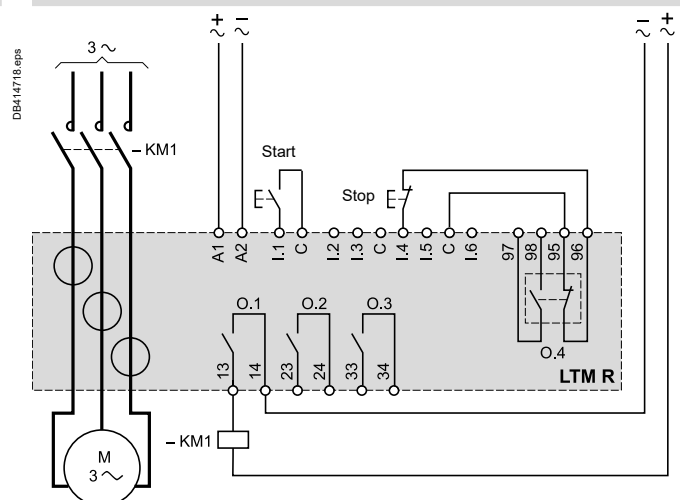 DB414718.eps
3 ~
+ −
~ ~
− +
~ ~
– KM1
Start
Stop
A1 A2 I.1 C I.2 I.3 C I.4 I.5 C I.6 97 98 95 96
O.1 O.2 O.3
O.4
13 14 23 24 33 34
LTM R
– KM1
M
3 ~